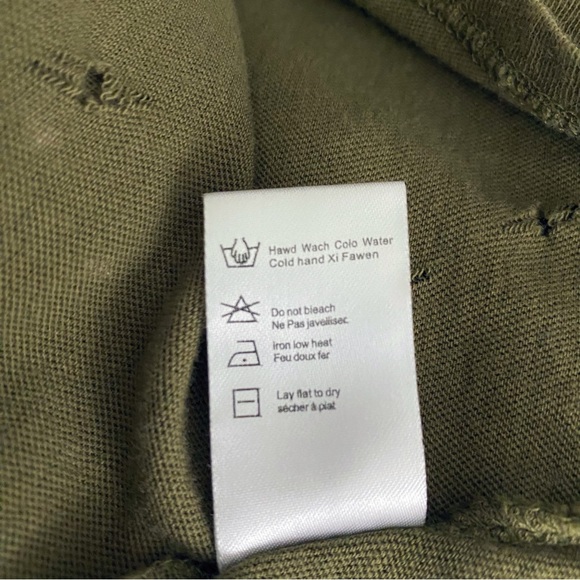 Hawd Wach Colo Water
Cold hand Xi Fawen
Do not bleach
Ne Pas javeiliser.
Iron low heat
Feu doux fer
Lay flat to dry
sécher à plat